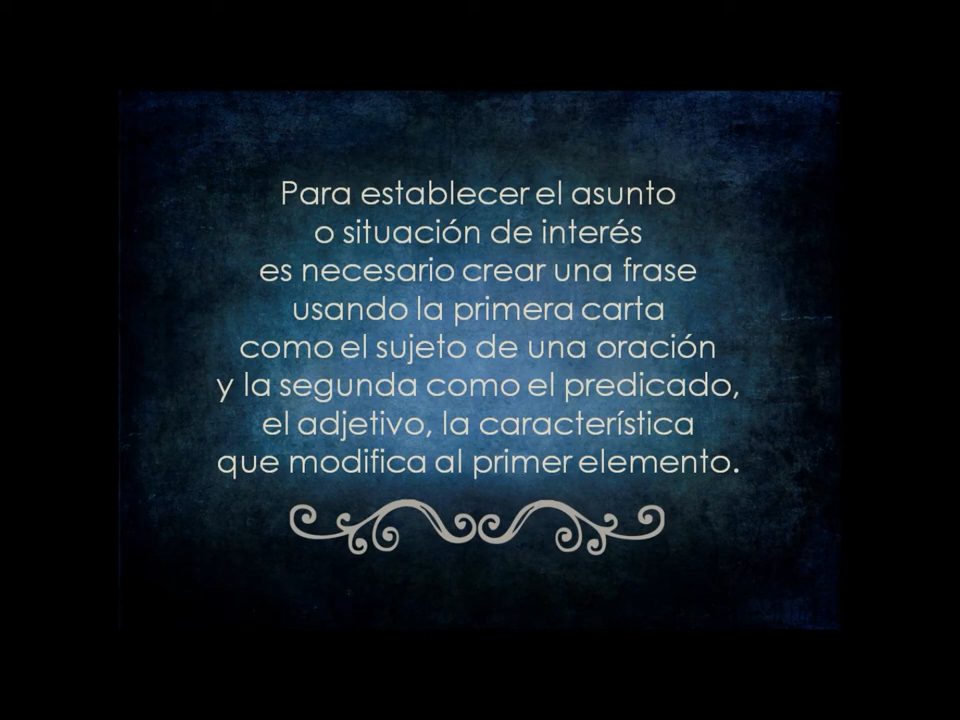 Para establecer el asunto
o situación de interés
es necesario crear una frase
usando la primera carta
como el sujeto de una oración
y la segunda como el predicado,
el adjetivo, la característica
que modifica al primer elemento.